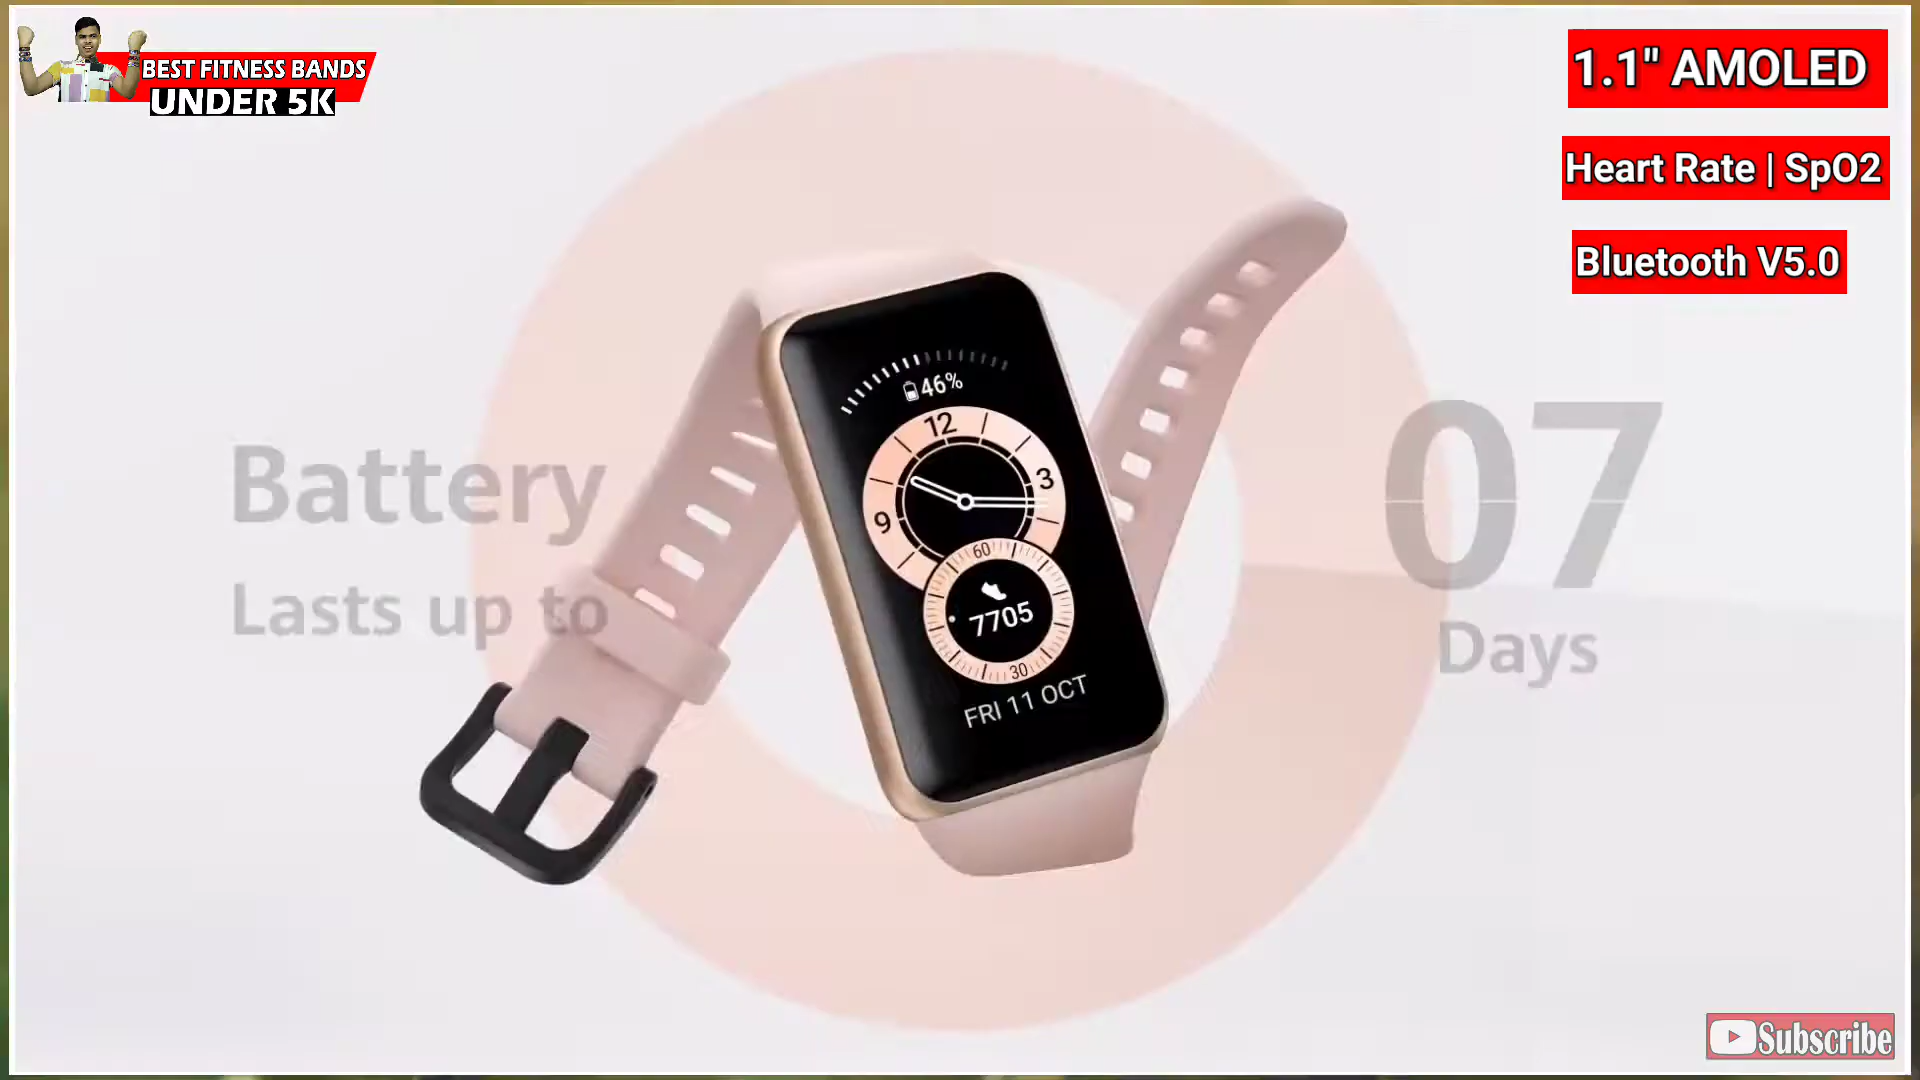 BEST FITNESS BANDS
UNDER 5K
1.1" AMOLED
Heart Rate | SpO2
Bluetooth V5.0
Battery
Lasts up to
07
Days
46%
12
3
9
60
7705
30
FRI 11 OCT
Subscribe